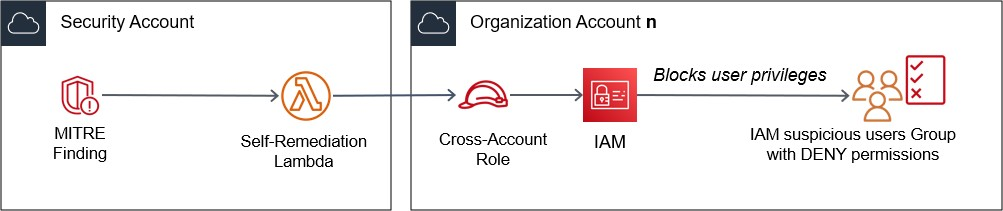 Security Account
Organization Account n
Blocks user privileges
MITRE
Finding
Self-Remediation
Lambda
Cross-Account
Role
IAM
IAM suspicious users Group
with DENY permissions